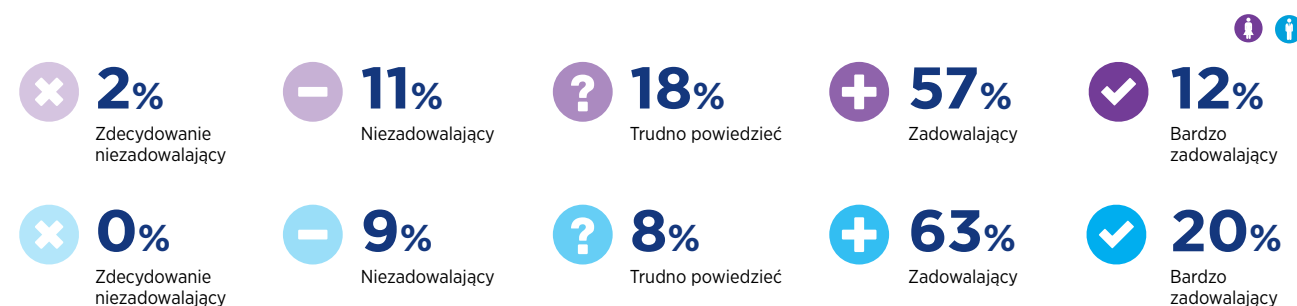 2% 11% 18% 57% 12%
Zdecydowanie Niezadowalający Trudno powiedzieć Zadowalający Bardzo
niezadowalający zadowalający
0% 9% 8% 63% 20%
Zdecydowanie Niezadowalający Trudno powiedzieć Zadowalający Bardzo
niezadowalający zadowalający